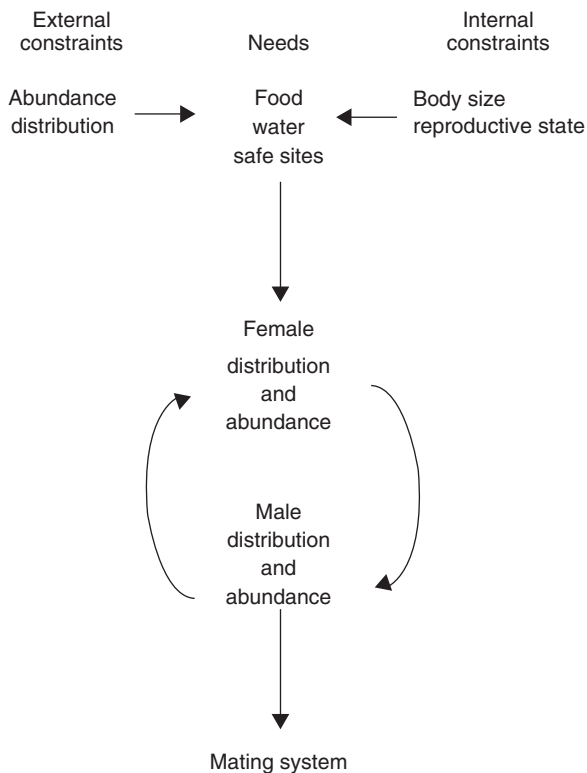 External
constraints
Needs
Internal
constraints
Abundance
distribution
Food
water
safe sites
Body size
reproductive state
Female
distribution
and
abundance
Male
distribution
and
abundance
Mating system